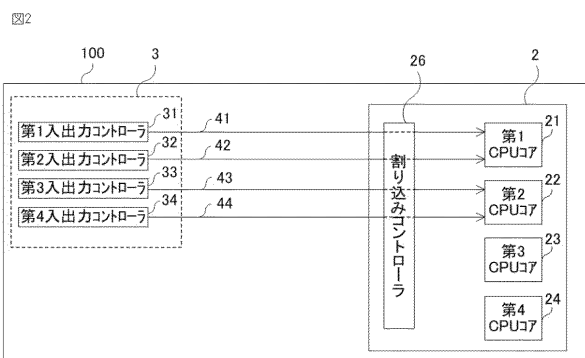 図2
100
3
26
2
第1入出力コントローラ
31
41
第2入出力コントローラ
32
42
第3入出力コントローラ
33
43
第4入出力コントローラ
34
44
割り込みコントローラ
第1
CPUコア
21
第2
CPUコア
22
第3
CPUコア
23
第4
CPUコア
24